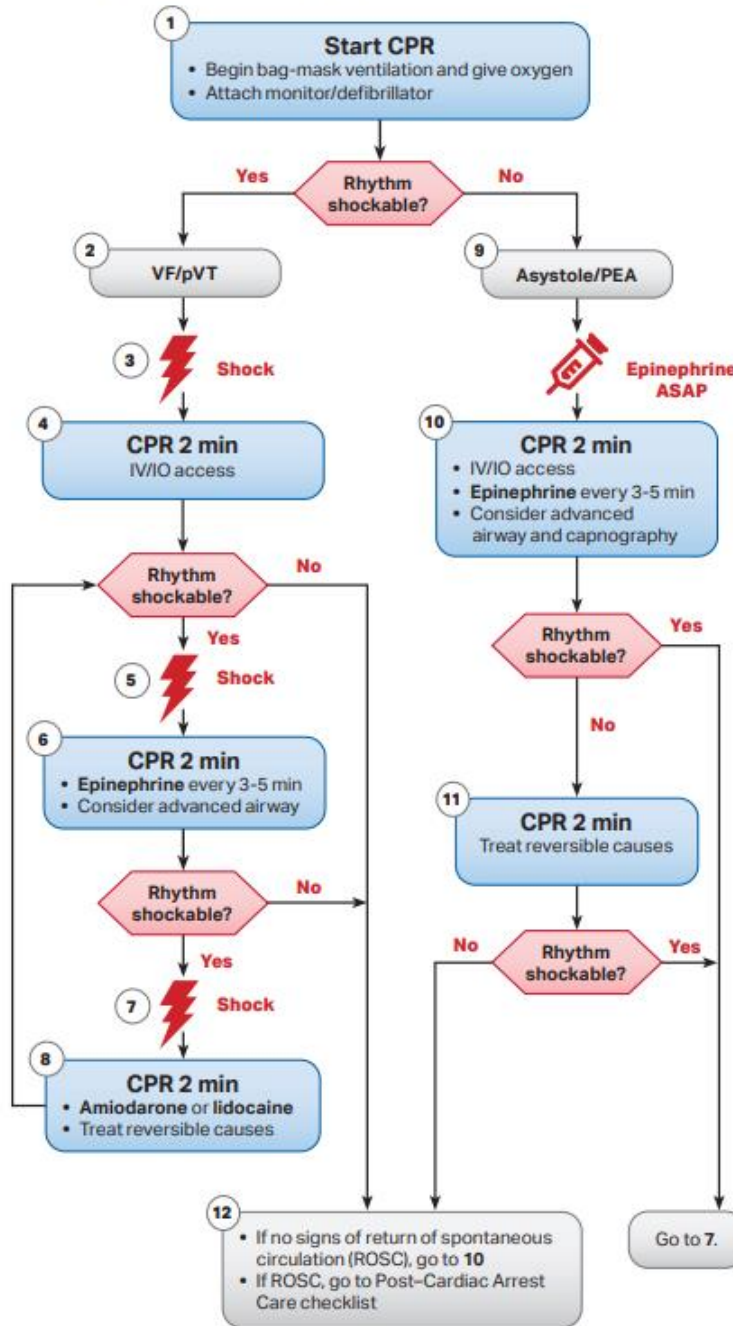 1
Start CPR
• Begin bag-mask ventilation and give oxygen
• Attach monitor/defibrillator
Rhythm
shockable?
Yes
No
2
VF/pVT
9
Asystole/PEA
3
Shock
Epinephrine
ASAP
4
CPR 2 min
IV/IO access
10
CPR 2 min
• IV/IO access
• Epinephrine every 3-5 min
• Consider advanced
airway and capnography
Rhythm
shockable?
No
Yes
Rhythm
shockable?
Yes
No
5
Shock
6
CPR 2 min
• Epinephrine every 3-5 min
• Consider advanced airway
11
CPR 2 min
Treat reversible causes
Rhythm
shockable?
No
Yes
Rhythm
shockable?
No
Yes
7
Shock
8
CPR 2 min
• Amiodarone or lidocaine
• Treat reversible causes
12
• If no signs of return of spontaneous
circulation (ROSC), go to 10
• If ROSC, go to Post–Cardiac Arrest
Care checklist
Go to 7.